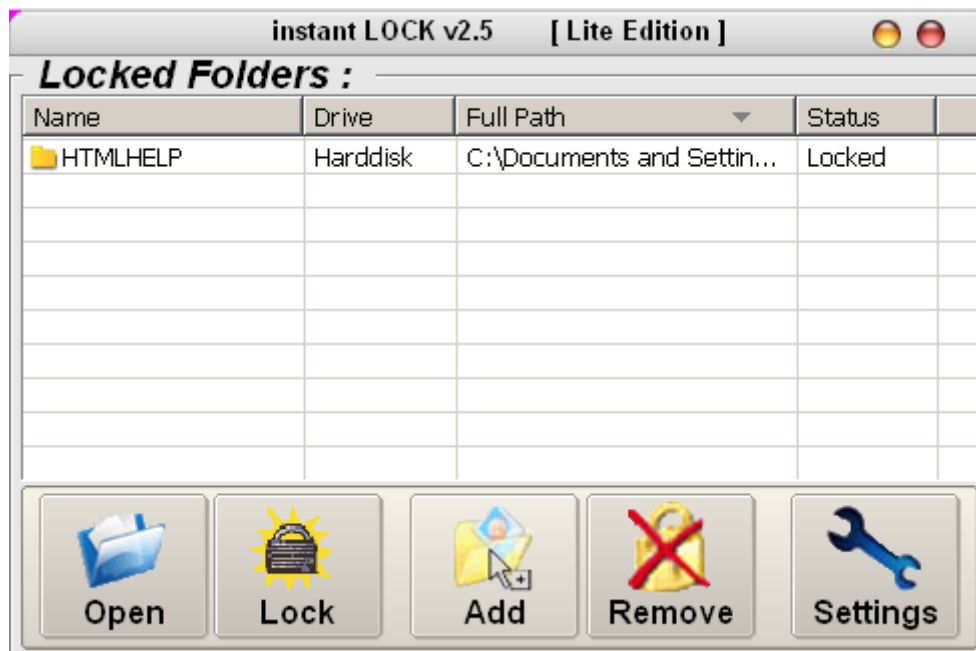 instant LOCK v2.5 [ Lite Edition ]
Locked Folders :
Name Drive Full Path Status
HTMLHELP Harddisk C:\Documents and Settin... Locked
Open Lock Add Remove Settings